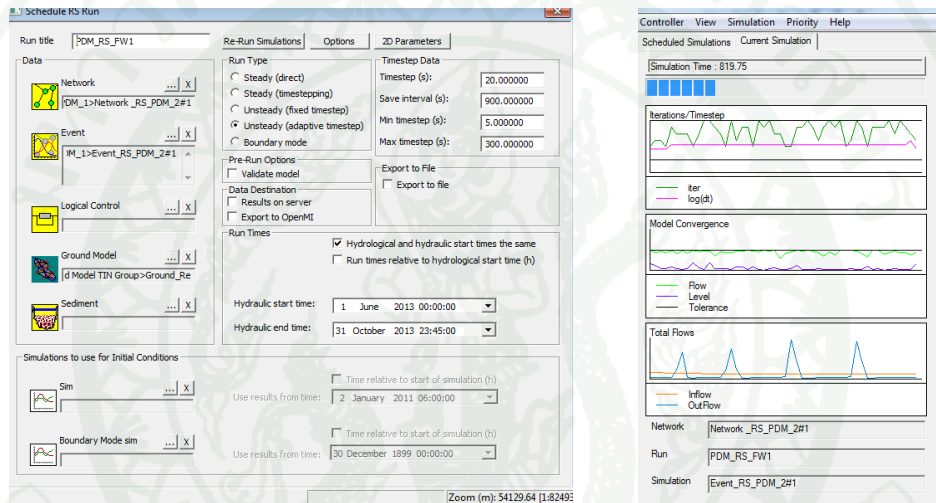 Schedule RS Run
Run title PDM_RS_FW1 Re-Run Simulations Options 2D Parameters
Data
Network ... X
PDM_1>Network _RS_PDM_2#1
Event ... X
M_1>Event_RS_PDM_2#1
Logical Control ... X
Ground Model ... X
d Model TIN Group>Ground_Re
Sediment ... X
Run Type
Steady (direct)
Steady (timestepping)
Unsteady (fixed timestep)
Unsteady (adaptive timestep)
Boundary mode
Pre-Run Options
Validate model
Data Destination
Results on server
Export to OpenMI
Timestep Data
Timestep (s): 20.000000
Save interval (s): 900.000000
Min timestep (s): 5.000000
Max timestep (s): 300.000000
Export to File
Export to file
Run Times
Hydrological and hydraulic start times the same
Run times relative to hydrological start time (h)
Hydraulic start time: 1 June 2013 00:00:00
Hydraulic end time: 31 October 2013 23:45:00
Simulations to use for Initial Conditions
Sim ... X
Time relative to start of simulation (h)
Use results from time: 2 January 2011 06:00:00
Boundary Mode sim ... X
Time relative to start of simulation (h)
Use results from time: 30 December 1899 00:00:00
Zoom (m): 54129.64 [1:82493
Controller View Simulation Priority Help
Scheduled Simulations Current Simulation
Simulation Time : 819.75
Iterations/Timestep
iter
log(dt)
Model Convergence
Flow
Level
Tolerance
Total Flows
Inflow
OutFlow
Network Network _RS_PDM_2#1
Run PDM_RS_FW1
Simulation Event_RS_PDM_2#1